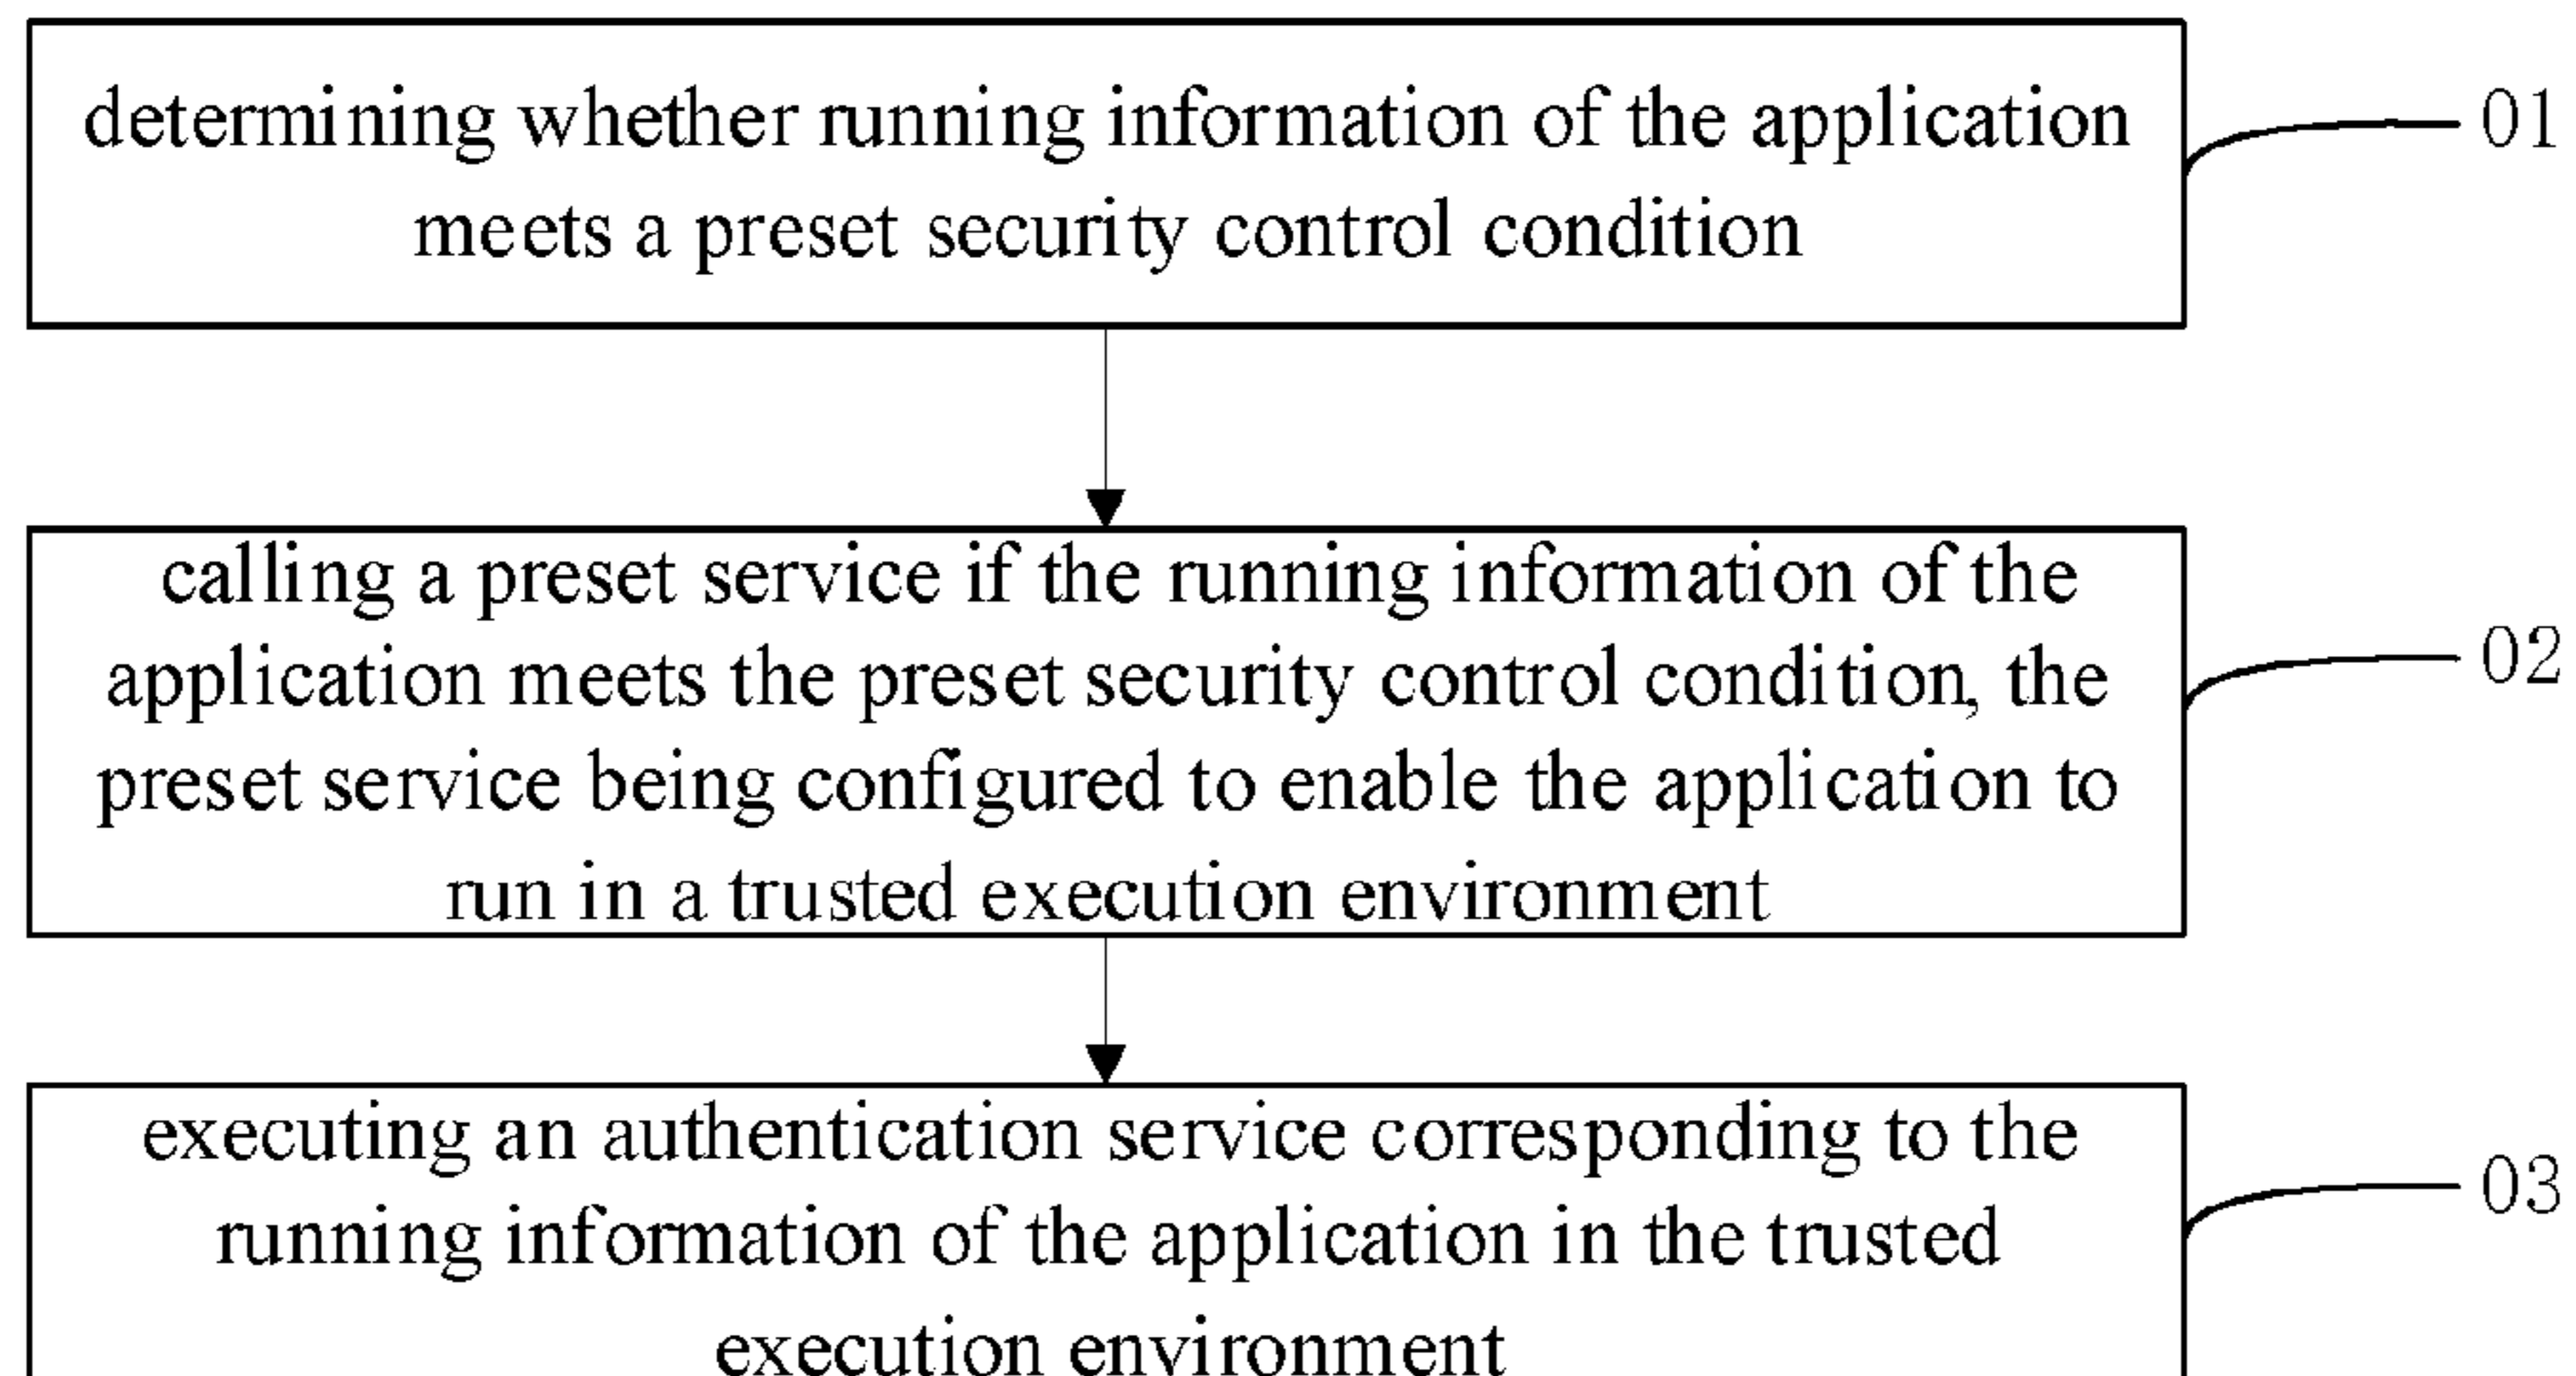 determining whether running information of the application
meets a preset security control condition
01
calling a preset service if the running information of the
application meets the preset security control condition, the
preset service being configured to enable the application to
run in a trusted execution environment
02
executing an authentication service corresponding to the
running information of the application in the trusted
execution environment
03